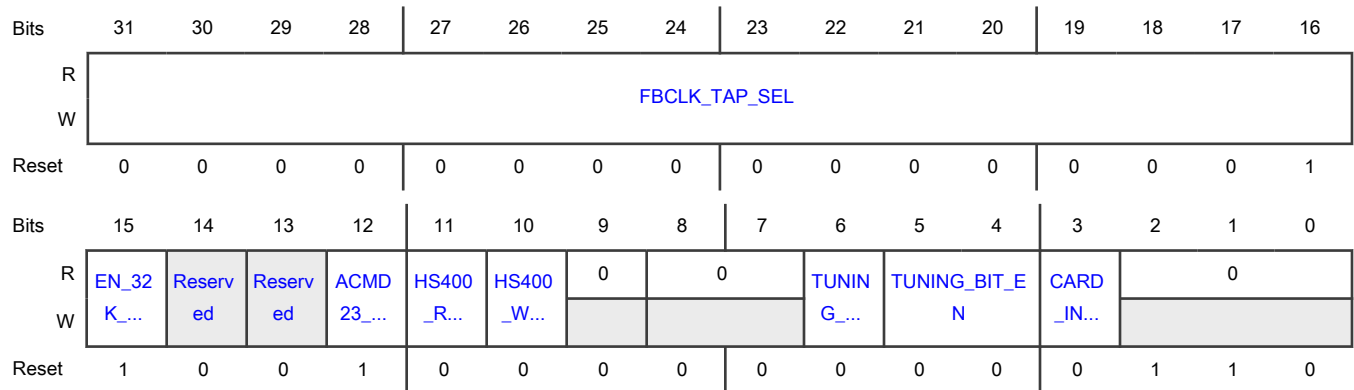 Bits 31 30 29 28 27 26 25 24 23 22 21 20 19 18 17 16
R
FBCLK_TAP_SEL
W
Reset 0 0 0 0 0 0 0 0 0 0 0 0 0 0 0 1
Bits 15 14 13 12 11 10 9 8 7 6 5 4 3 2 1 0
R EN_32 Reserv Reserv ACMD HS400 HS400 0 0 TUNIN TUNING_BIT_E CARD 0
W K_... ed ed 23_... _R... _W... G_... N _IN...
Reset 1 0 0 1 0 0 0 0 0 0 0 0 0 1 1 0